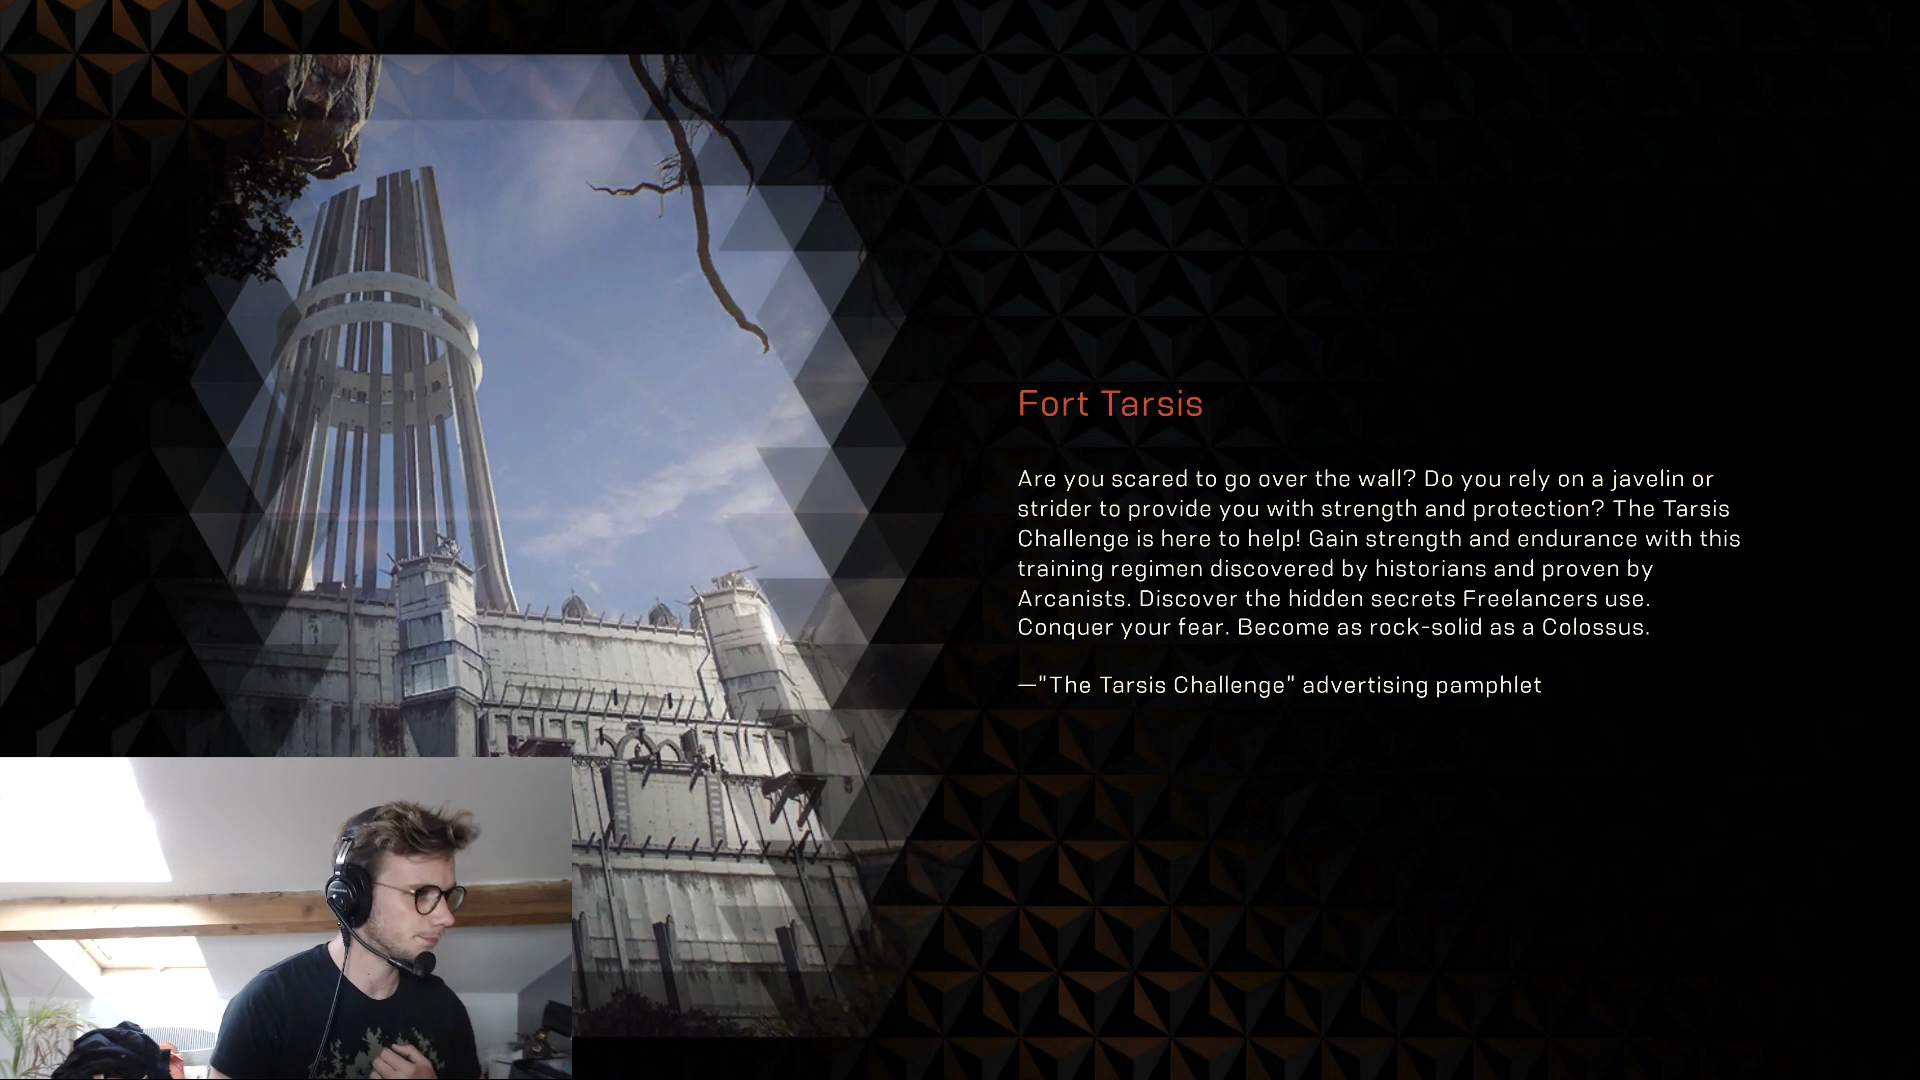 Fort Tarsis
Are you scared to go over the wall? Do you rely on a javelin or
strider to provide you with strength and protection? The Tarsis
Challenge is here to help! Gain strength and endurance with this
training regimen discovered by historians and proven by
Arcanists. Discover the hidden secrets Freelancers use.
Conquer your fear. Become as rock-solid as a Colossus.
—"The Tarsis Challenge" advertising pamphlet